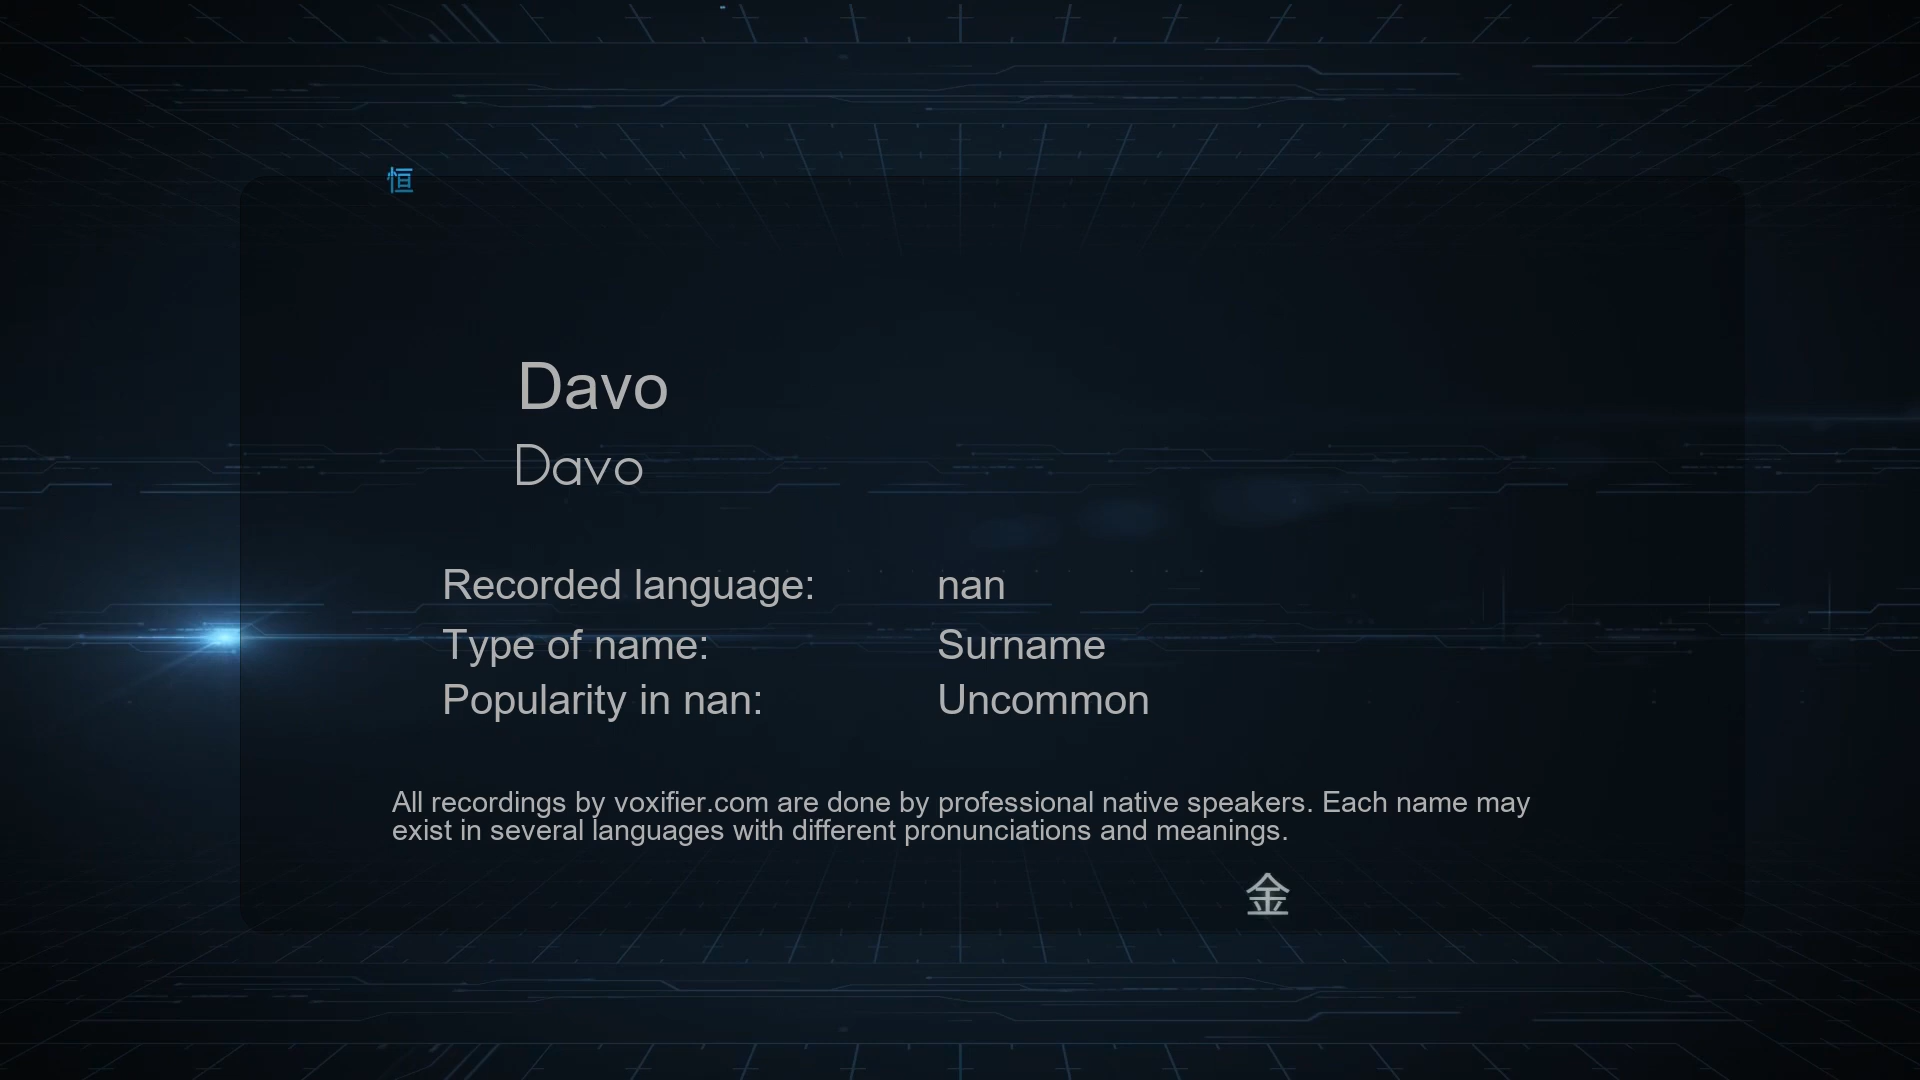 恒
Davo
Davo
Recorded language: nan
Type of name: Surname
Popularity in nan: Uncommon
All recordings by voxifier.com are done by professional native speakers. Each name may
exist in several languages with different pronunciations and meanings.
金